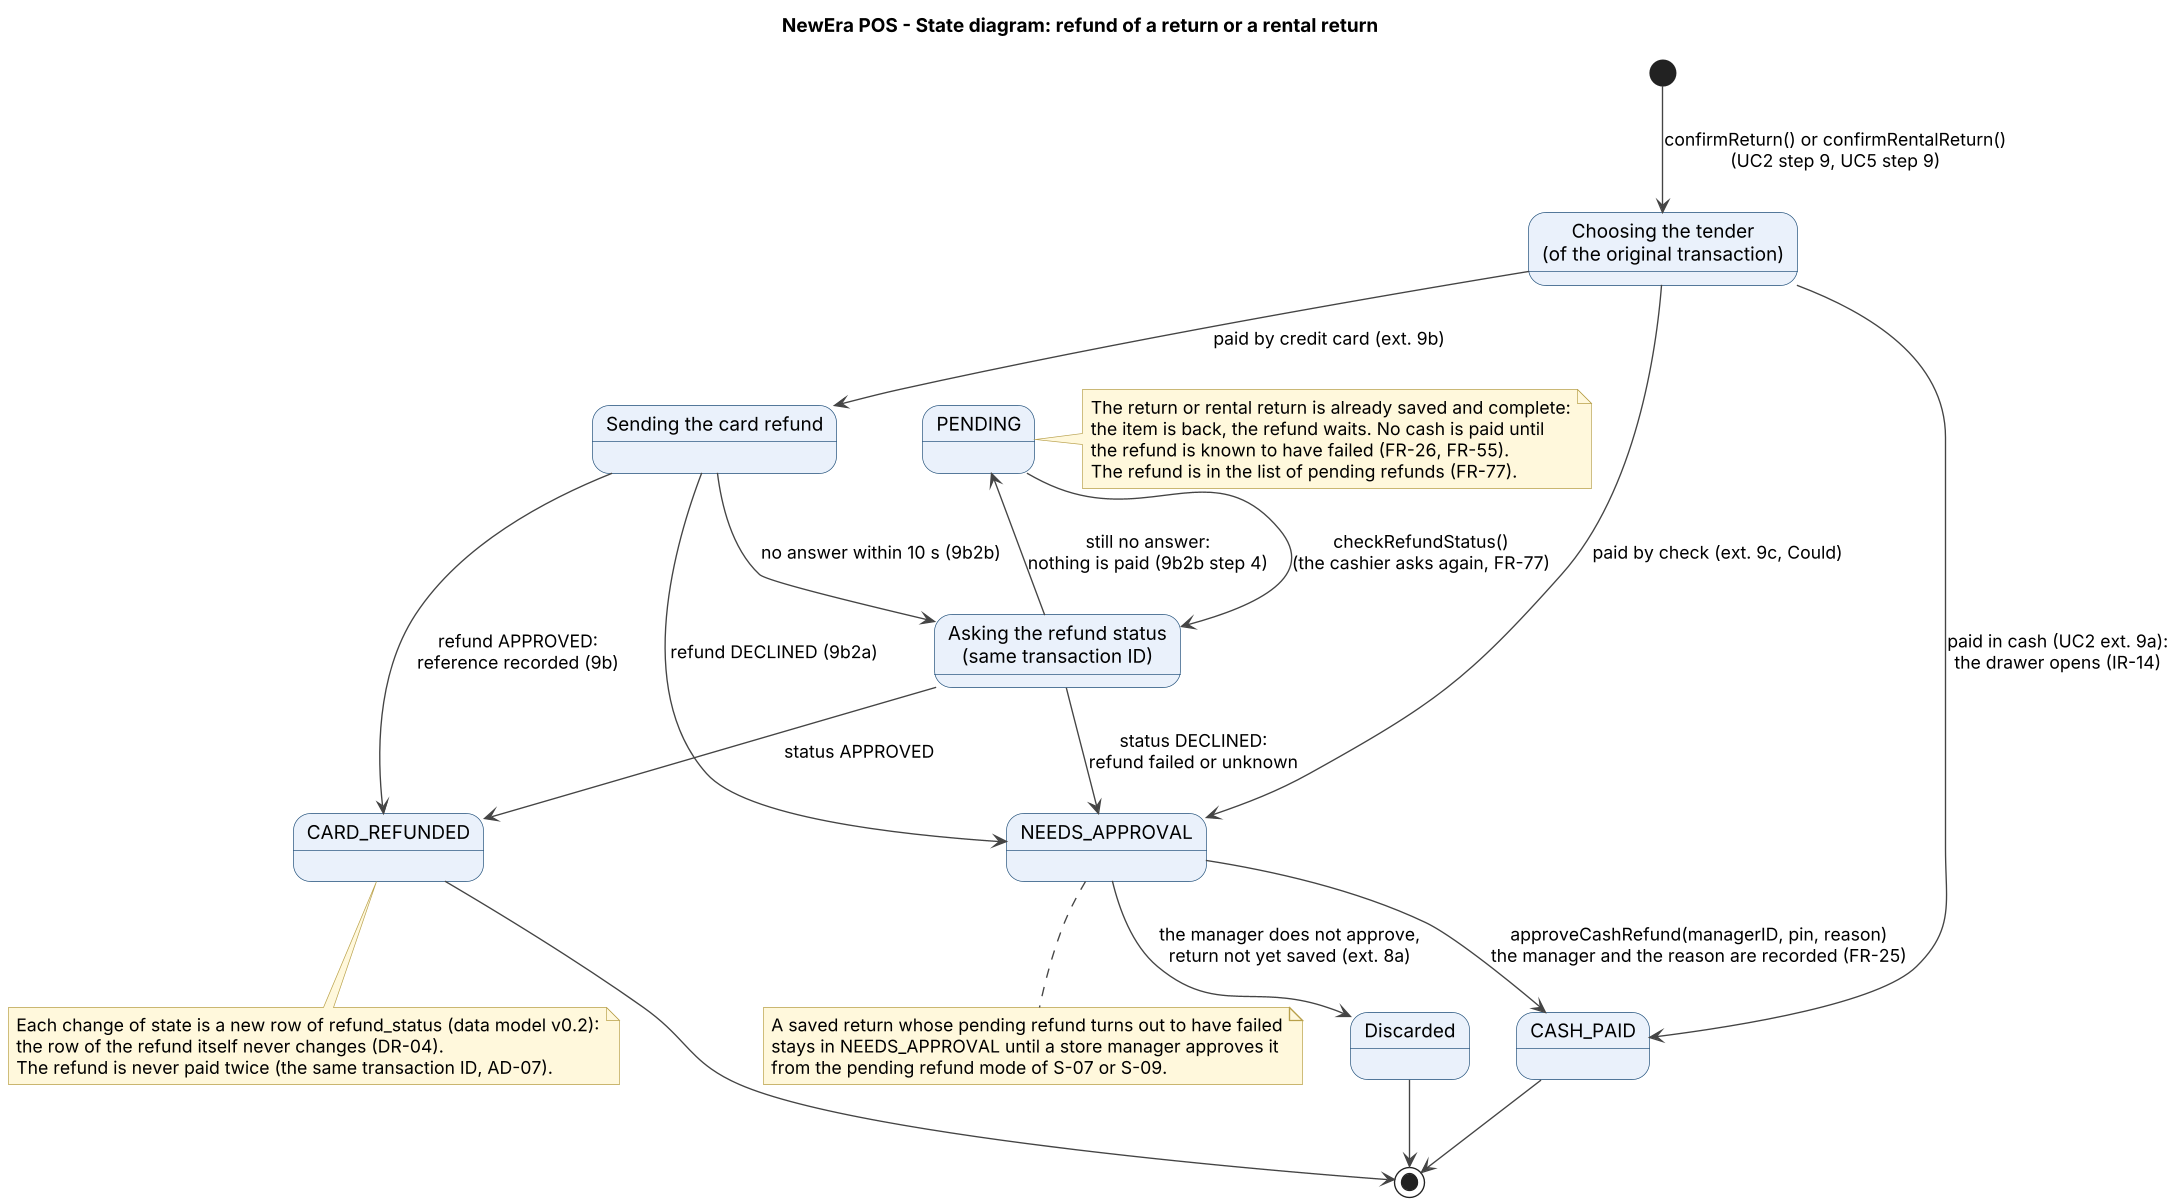 NewEra POS - State diagram: refund of a return or a rental return
confirmReturn() or confirmRentalReturn()
(UC2 step 9, UC5 step 9)
Choosing the tender
(of the original transaction)
paid by credit card (ext. 9b)
Sending the card refund
PENDING
The return or rental return is already saved and complete:
the item is back, the refund waits. No cash is paid until
the refund is known to have failed (FR-26, FR-55).
The refund is in the list of pending refunds (FR-77).
no answer within 10 s (9b2b)
still no answer:
nothing is paid (9b2b step 4)
checkRefundStatus()
(the cashier asks again, FR-77)
paid by check (ext. 9c, Could)
refund APPROVED:
reference recorded (9b)
refund DECLINED (9b2a)
Asking the refund status
(same transaction ID)
paid in cash (UC2 ext. 9a):
the drawer opens (IR-14)
status APPROVED
status DECLINED:
refund failed or unknown
CARD_REFUNDED
NEEDS_APPROVAL
the manager does not approve,
return not yet saved (ext. 8a)
approveCashRefund(managerID, pin, reason)
the manager and the reason are recorded (FR-25)
Each change of state is a new row of refund_status (data model v0.2):
the row of the refund itself never changes (DR-04).
The refund is never paid twice (the same transaction ID, AD-07).
A saved return whose pending refund turns out to have failed
stays in NEEDS_APPROVAL until a store manager approves it
from the pending refund mode of S-07 or S-09.
Discarded
CASH_PAID